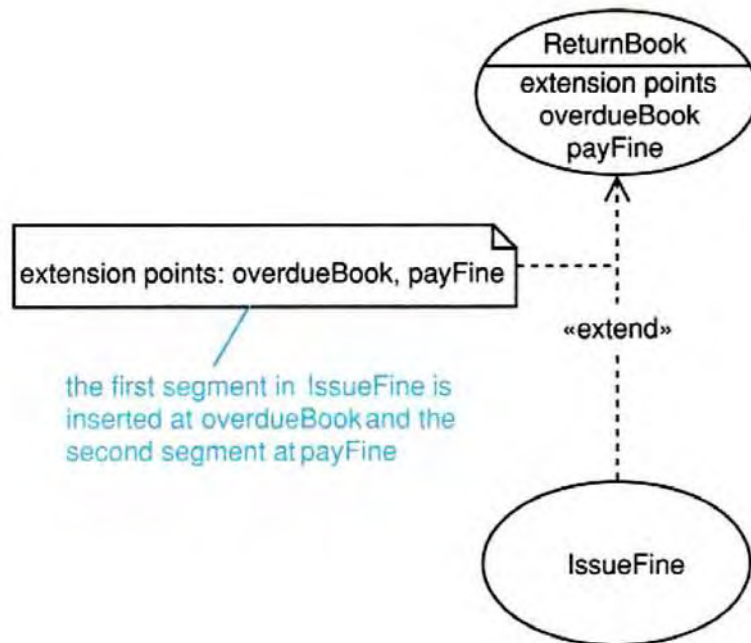 ReturnBook
extension points
overdueBook
payFine
extension points: overdueBook, payFine
«extend»
the first segment in IssueFine is
inserted at overdueBook and the
second segment at payFine
IssueFine